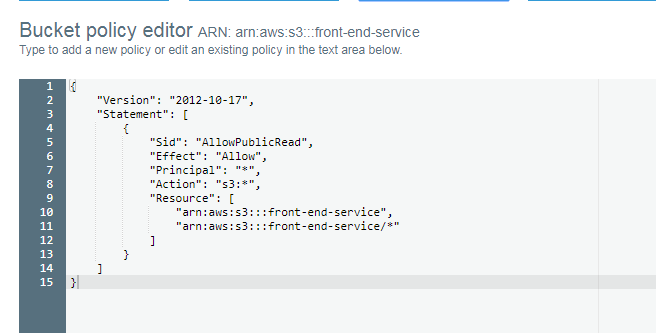 Bucket policy editor ARN: arn:aws:s3:::front-end-service
Type to add a new policy or edit an existing policy in the text area below.
1 {
2 "Version": "2012-10-17",
3 "Statement": [
4 {
5 "Sid": "AllowPublicRead",
6 "Effect": "Allow",
7 "Principal": "*",
8 "Action": "s3:*",
9 "Resource": [
10 "arn:aws:s3:::front-end-service",
11 "arn:aws:s3:::front-end-service/*"
12 ]
13 }
14 ]
15 }